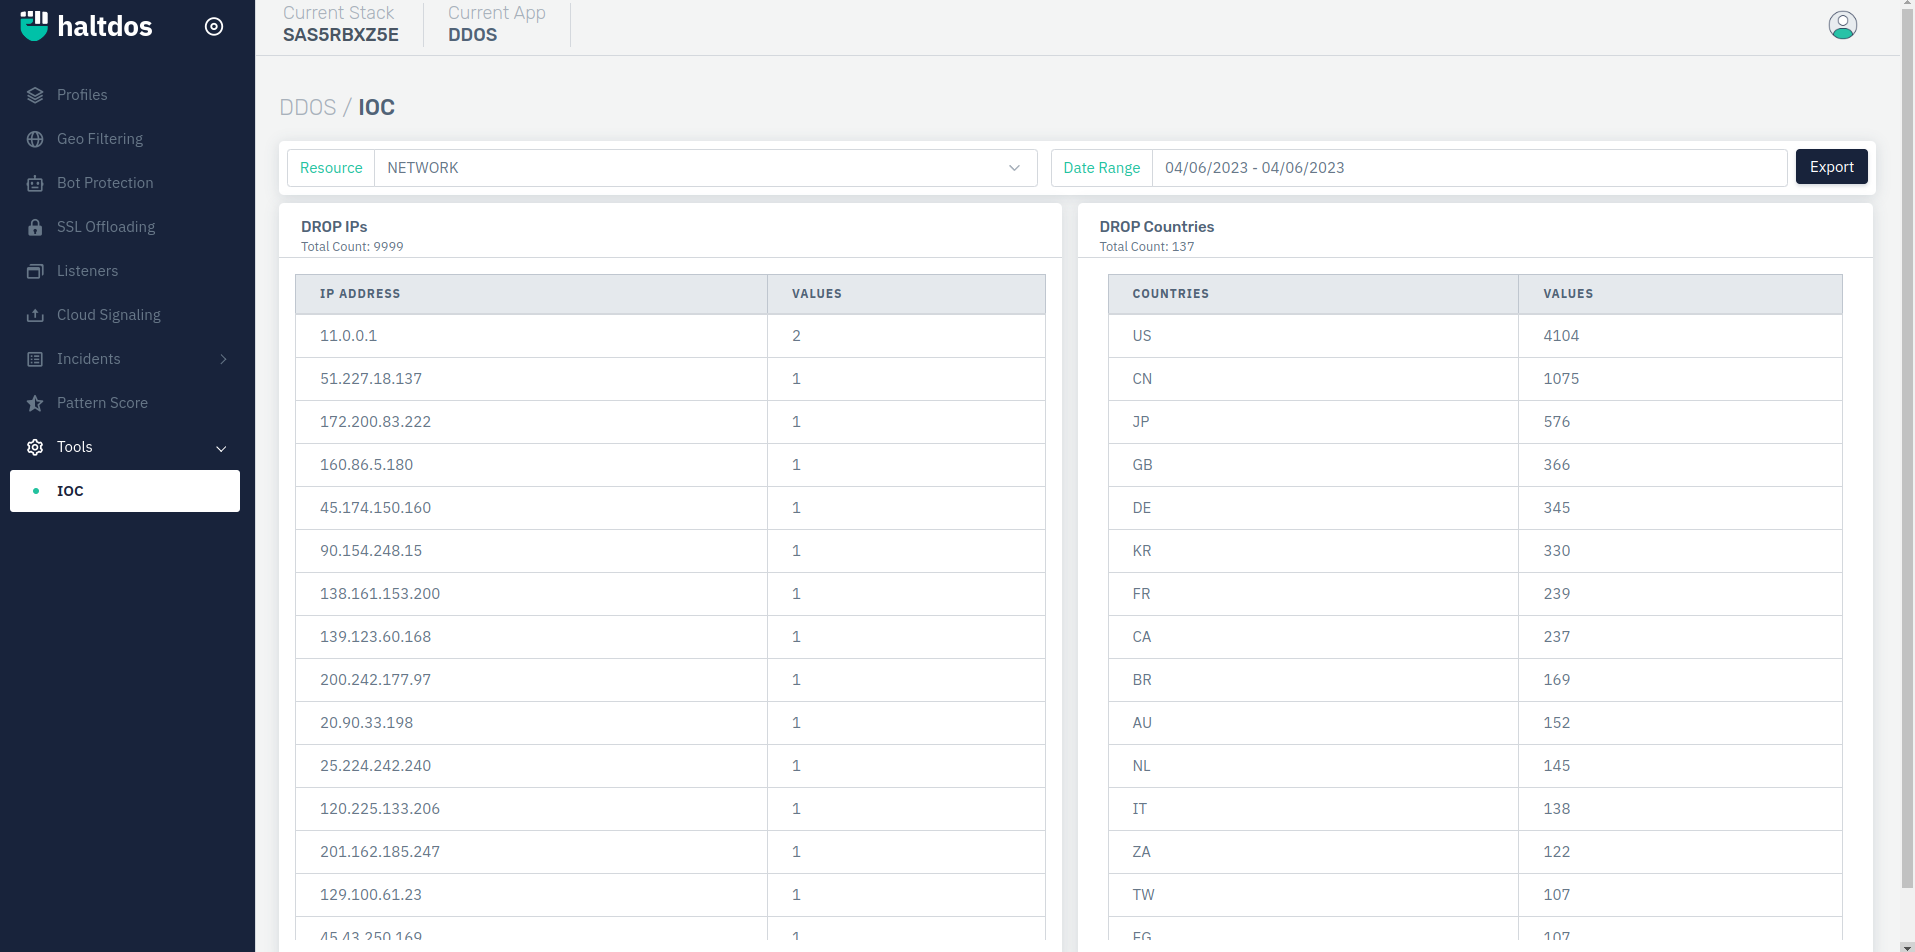 haltdos
Current Stack
SAS5RBXZ5E
Current App
DDOS
Profiles
Geo Filtering
Bot Protection
SSL Offloading
Listeners
Cloud Signaling
Incidents
Pattern Score
Tools
IOC
DDOS / IOC
Resource NETWORK
Date Range 04/06/2023 - 04/06/2023
Export
DROP IPs
Total Count: 9999
IP ADDRESS VALUES
11.0.0.1 2
51.227.18.137 1
172.200.83.222 1
160.86.5.180 1
45.174.150.160 1
90.154.248.15 1
138.161.153.200 1
139.123.60.168 1
200.242.177.97 1
20.90.33.198 1
25.224.242.240 1
120.225.133.206 1
201.162.185.247 1
129.100.61.23 1
45.43.250.169 1
DROP Countries
Total Count: 137
COUNTRIES VALUES
US 4104
CN 1075
JP 576
GB 366
DE 345
KR 330
FR 239
CA 237
BR 169
AU 152
NL 145
IT 138
ZA 122
TW 107
EG 107